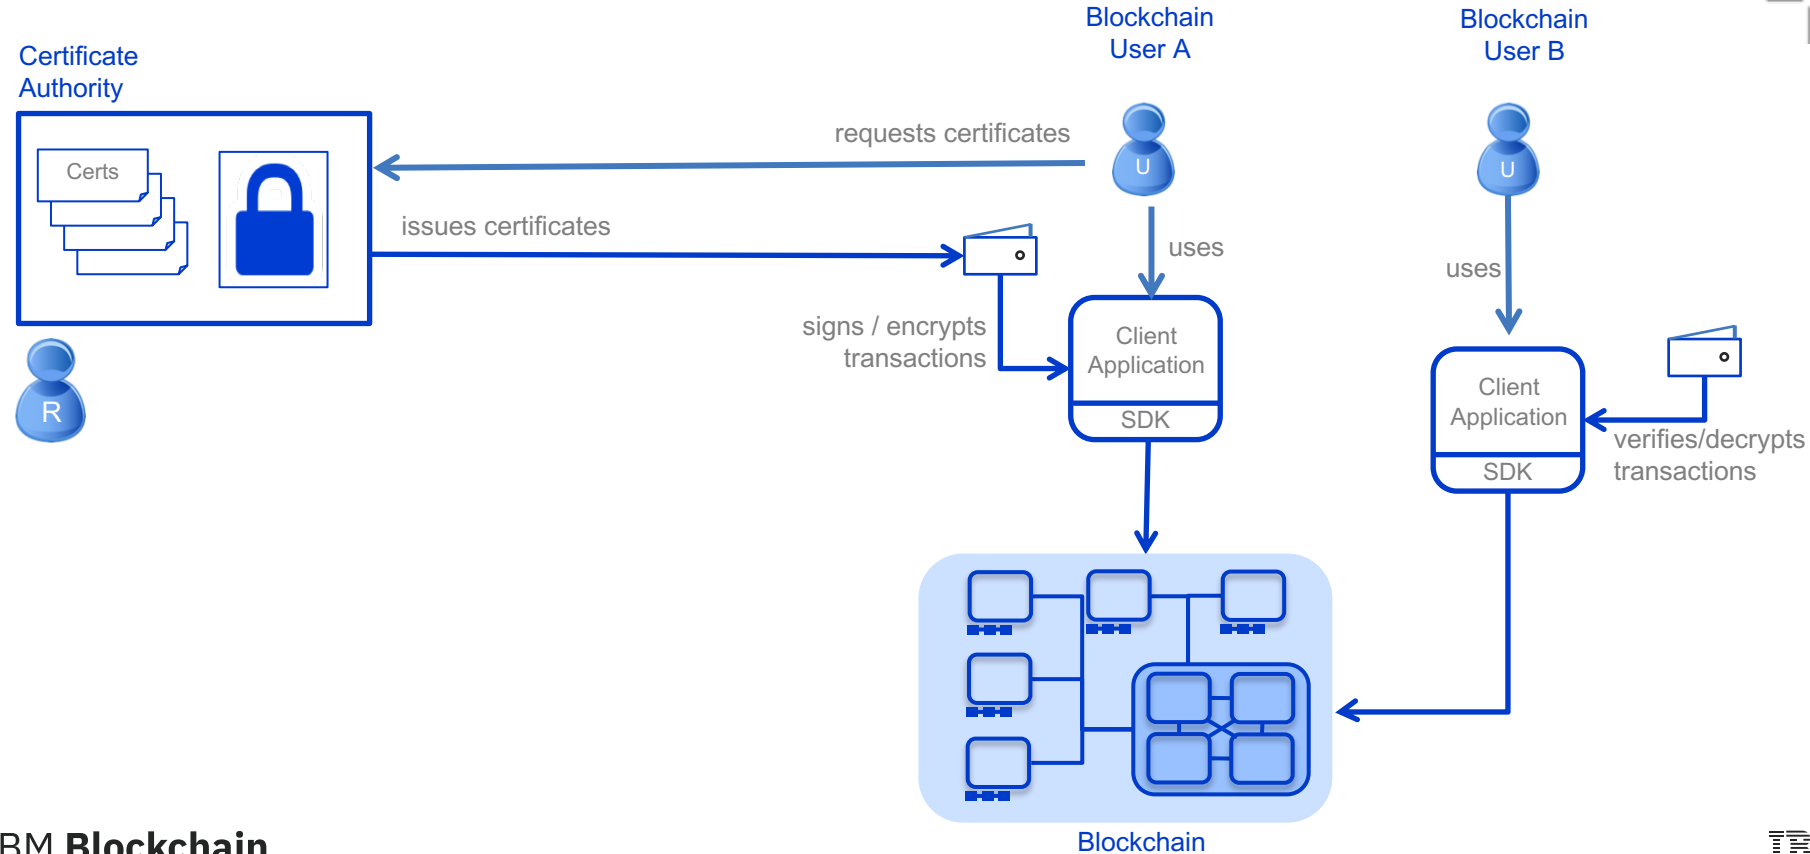 Blockchain
User A
Blockchain
User B
Certificate
Authority
Certs
requests certificates
U
U
issues certificates
uses
uses
signs / encrypts
transactions
Client
Application
SDK
Client
Application
SDK
verifies/decrypts
transactions
R
Blockchain
BM Blockchain